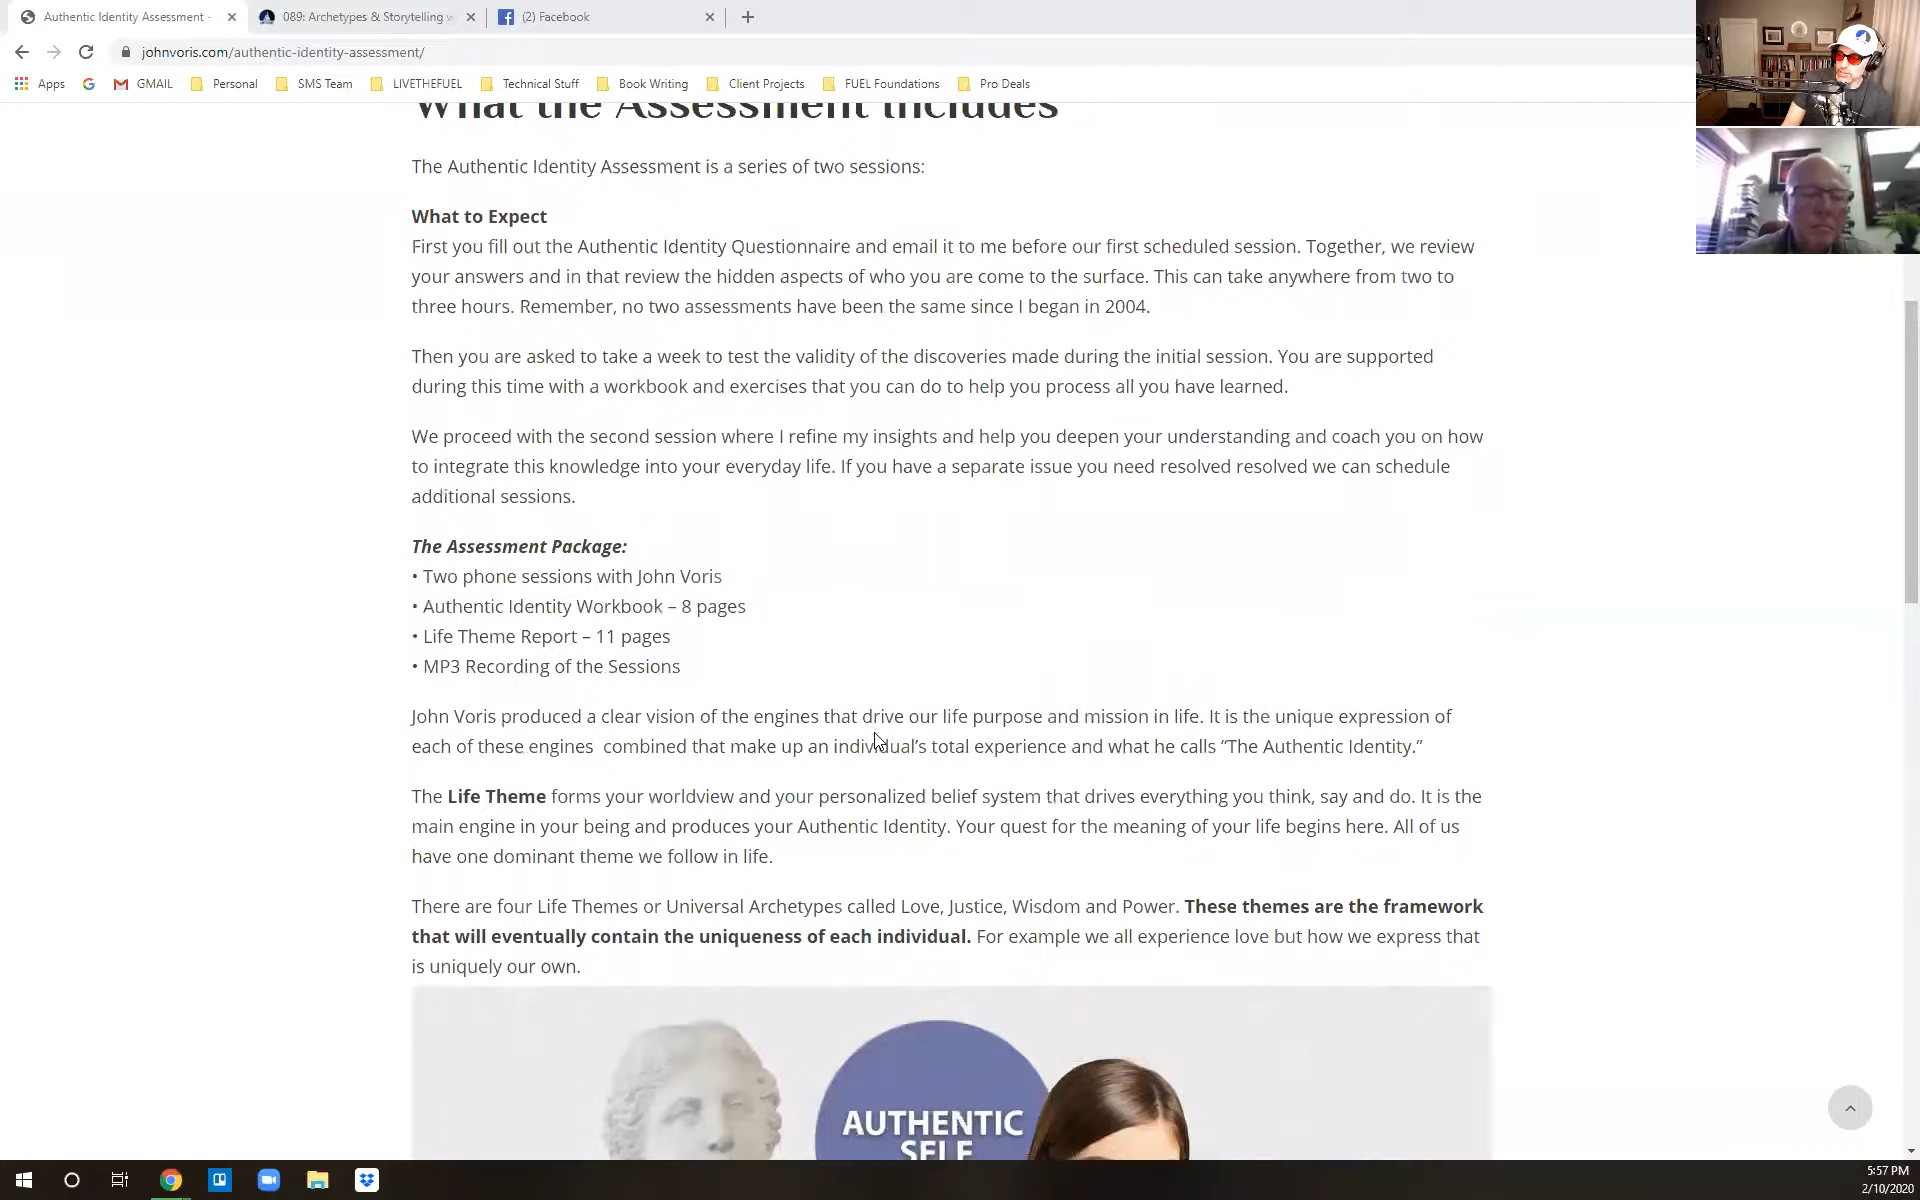 Authentic Identity Assessment -
089: Archetypes & Storytelling w
(2) Facebook
johnvoris.com/authentic-identity-assessment/
Apps
GMAIL
Personal
SMS Team
LIVETHEFUEL
Technical Stuff
Book Writing
Client Projects
FUEL Foundations
Pro Deals
What the Assessment Includes
The Authentic Identity Assessment is a series of two sessions:
What to Expect
First you fill out the Authentic Identity Questionnaire and email it to me before our first scheduled session. Together, we review
your answers and in that review the hidden aspects of who you are come to the surface. This can take anywhere from two to
three hours. Remember, no two assessments have been the same since I began in 2004.
Then you are asked to take a week to test the validity of the discoveries made during the initial session. You are supported
during this time with a workbook and exercises that you can do to help you process all you have learned.
We proceed with the second session where I refine my insights and help you deepen your understanding and coach you on how
to integrate this knowledge into your everyday life. If you have a separate issue you need resolved resolved we can schedule
additional sessions.
The Assessment Package:
• Two phone sessions with John Voris
• Authentic Identity Workbook – 8 pages
• Life Theme Report – 11 pages
• MP3 Recording of the Sessions
John Voris produced a clear vision of the engines that drive our life purpose and mission in life. It is the unique expression of
each of these engines  combined that make up an individual’s total experience and what he calls “The Authentic Identity.”
The Life Theme forms your worldview and your personalized belief system that drives everything you think, say and do. It is the
main engine in your being and produces your Authentic Identity. Your quest for the meaning of your life begins here. All of us
have one dominant theme we follow in life.
There are four Life Themes or Universal Archetypes called Love, Justice, Wisdom and Power. These themes are the framework
that will eventually contain the uniqueness of each individual. For example we all experience love but how we express that
is uniquely our own.
AUTHENTIC
SELF
5:57 PM
2/10/2020